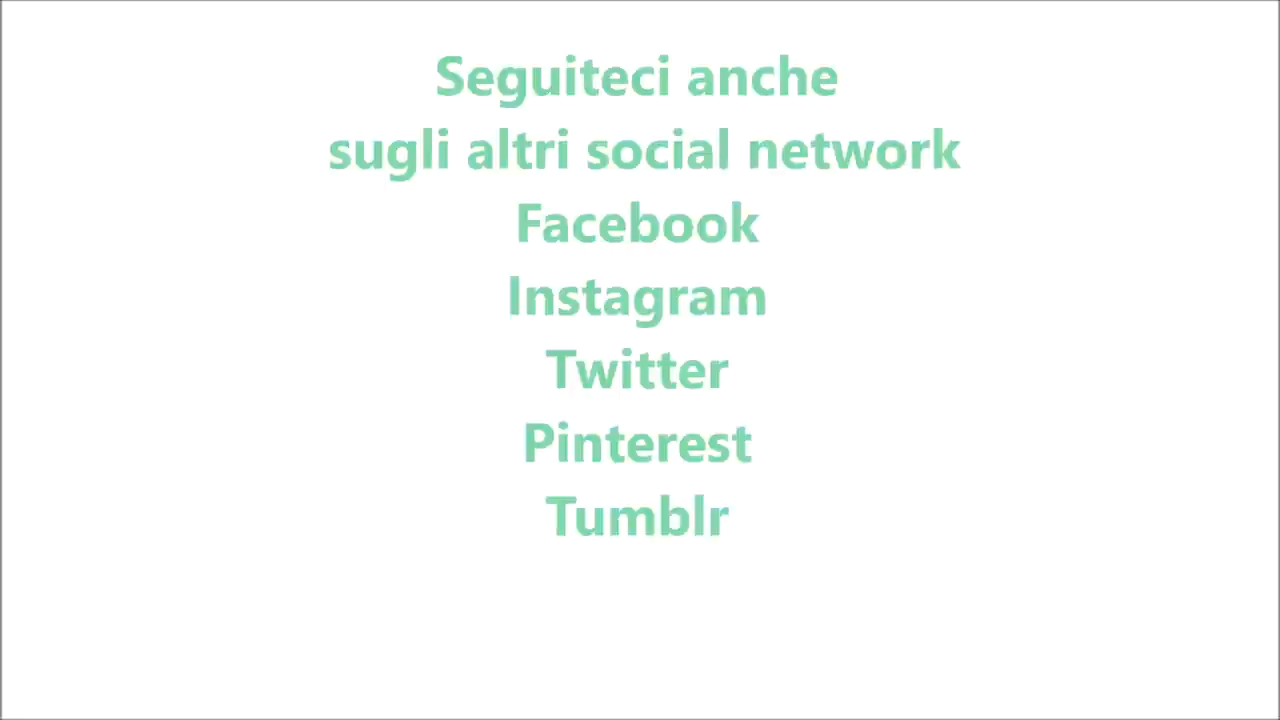 Seguiteci anche
sugli altri social network
Facebook
Instagram
Twitter
Pinterest
Tumblr